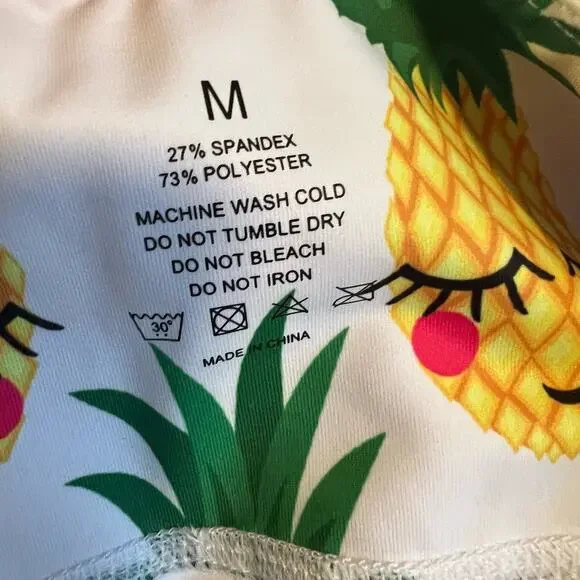 M
27% SPANDEX
73% POLYESTER
MACHINE WASH COLD
DO NOT TUMBLE DRY
DO NOT BLEACH
DO NOT IRON
30°
MADE IN CHINA